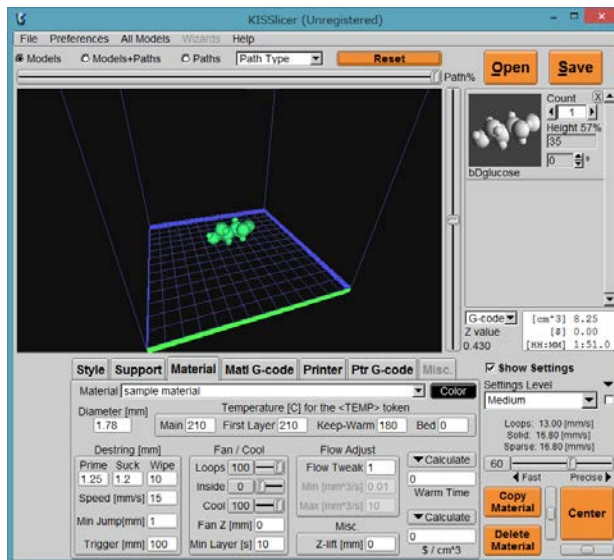 KISSlicer (Unregistered)
File Preferences All Models Wizards Help
Models Models+Paths Paths Path Type Reset
Path%
Open Save
Count X
1
Height 57%
35
0 °
bDglucose
G-code [cm^3] 8.25
Z value [$] 0.00
0.430 [HH:MM] 1:51.0
Style Support Material Matl G-code Printer Ptr G-code Misc.
Show Settings
Material sample material Color
Settings Level
Medium
Diameter [mm] Temperature [C] for the <TEMP> token
1.78 Main 210 First Layer 210 Keep-Warm 180 Bed 0
Loops: 13.00 [mm/s]
Solid: 16.80 [mm/s]
Sparse: 16.80 [mm/s]
Destring [mm] Fan / Cool Flow Adjust
Prime Suck Wipe Loops 100 Flow Tweak 1 Calculate
1.25 1.2 10 0
60
Fast Precise
Speed [mm/s] 15 Inside 0 Min [mm^3/s] 0.01 Warm Time
Cool 100 Max [mm^3/s] 10 Calculate
Min Jump[mm] 1 Fan Z [mm] 0 Misc. 0
Trigger [mm] 100 Min Layer [s] 10 Z-lift [mm] 0 $ / cm^3
Copy Material
Center
Delete Material